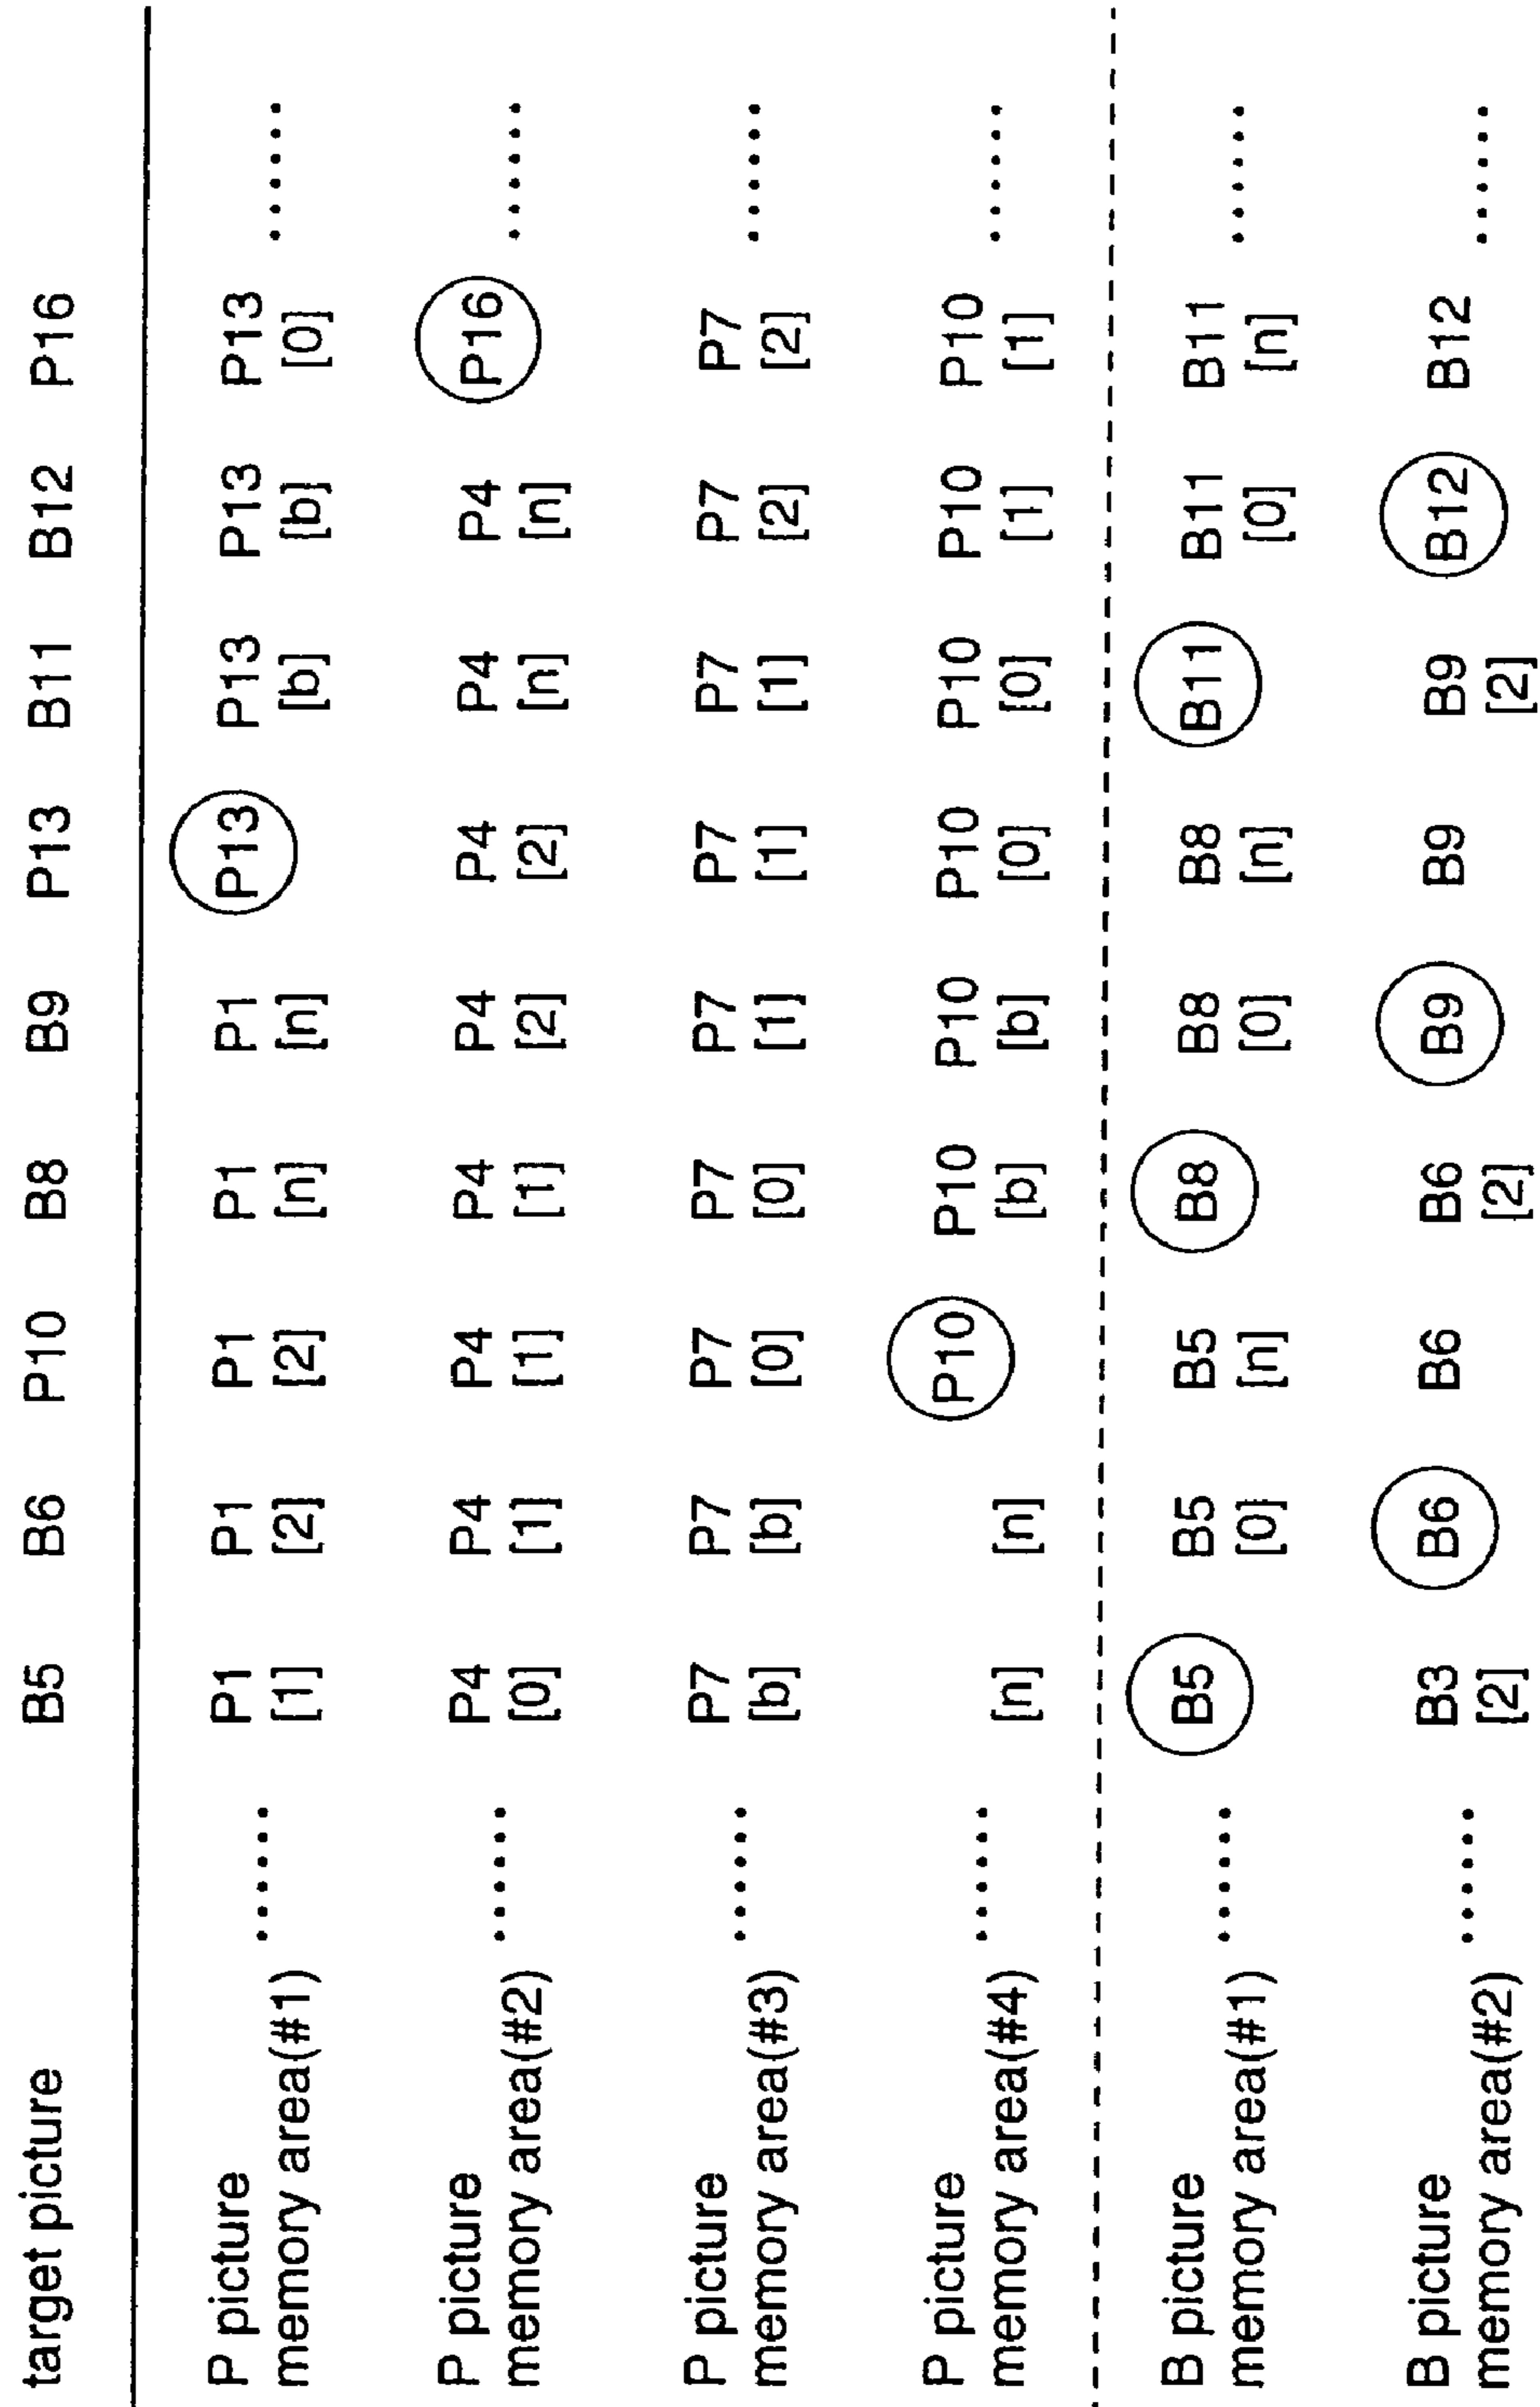 target picture B5 B6 P10 B8 B9 P13 B11 B12 P16
P picture P1 P1 P1 P1 P1 P13 P13 P13 P13
memory area(#1) ...... [1] [2] [2] [n] [n] [b] [b] [0] ......
P picture P4 P4 P4 P4 P4 P4 P4 P4 P16
memory area(#2) ...... [0] [1] [1] [1] [2] [2] [n] [n] ......
P picture P7 P7 P7 P7 P7 P7 P7 P7 P7
memory area(#3) ...... [b] [b] [0] [0] [1] [1] [1] [2] [2] ......
P picture P10 P10 P10 P10 P10 P10 P10
memory area(#4) ...... [n] [n] [b] [b] [0] [0] [1] [1] ......
B picture B5 B5 B5 B8 B8 B8 B11 B11 B11
memory area(#1) ...... [0] [n] [0] [n] [0] [n] ......
B picture B3 B6 B6 B6 B9 B9 B9 B12 B12
memory area(#2) ...... [2] [2] [2] ......